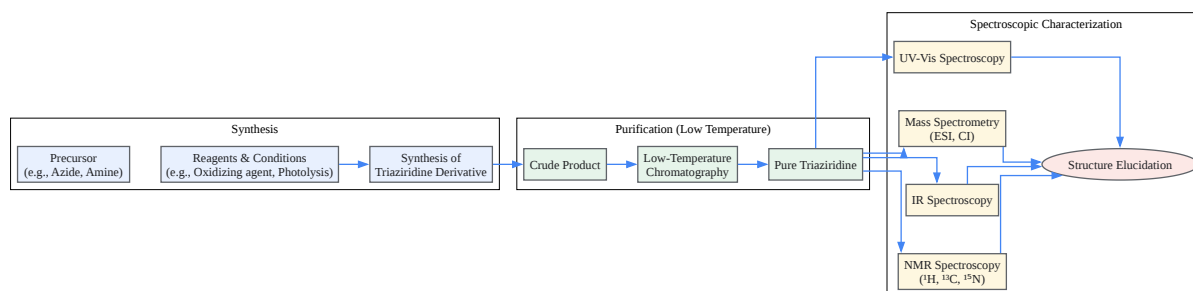 Synthesis
Precursor
(e.g., Azide, Amine)
Reagents & Conditions
(e.g., Oxidizing agent, Photolysis)
Synthesis of
Triaziridine Derivative
Purification (Low Temperature)
Crude Product
Low-Temperature
Chromatography
Pure Triaziridine
Spectroscopic Characterization
UV-Vis Spectroscopy
Mass Spectrometry
(ESI, CI)
IR Spectroscopy
NMR Spectroscopy
(¹H, ¹³C, ¹⁵N)
Structure Elucidation